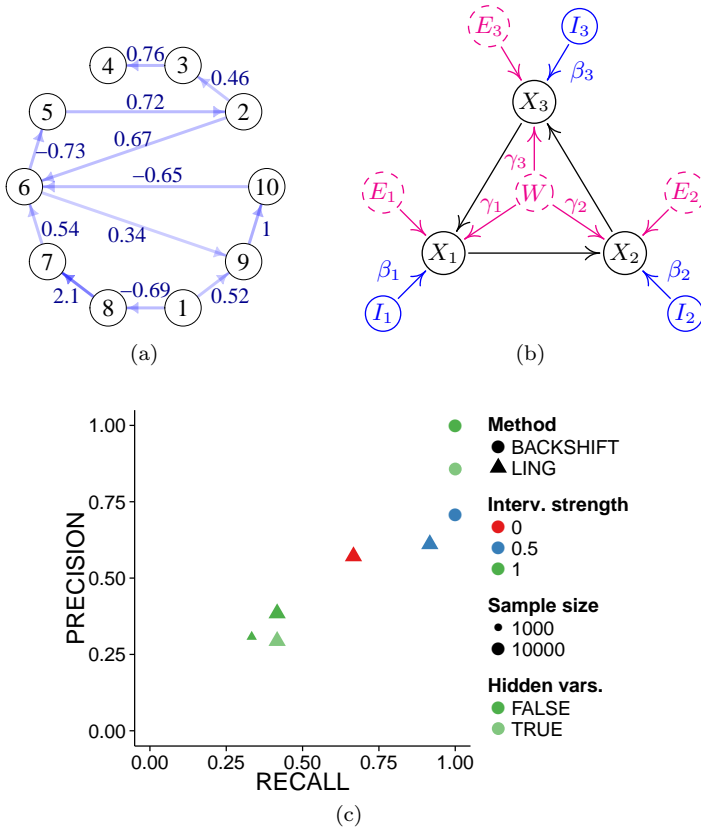 4
0.76
3
0.46
5
0.72
2
−0.73
0.67
6
−0.65
10
0.54
0.34
1
7
9
2.1
8
−0.69
1
0.52
(a)
E3
I3
β3
X3
γ3
E1
γ1
W
γ2
E2
X1
X2
β1
β2
I1
I2
(b)
PRECISION
1.00
0.75
0.50
0.25
0.00
0.00 0.25 0.50 0.75 1.00
RECALL
Method
BACKSHIFT
LING
Interv. strength
0
0.5
1
Sample size
1000
10000
Hidden vars.
FALSE
TRUE
(c)